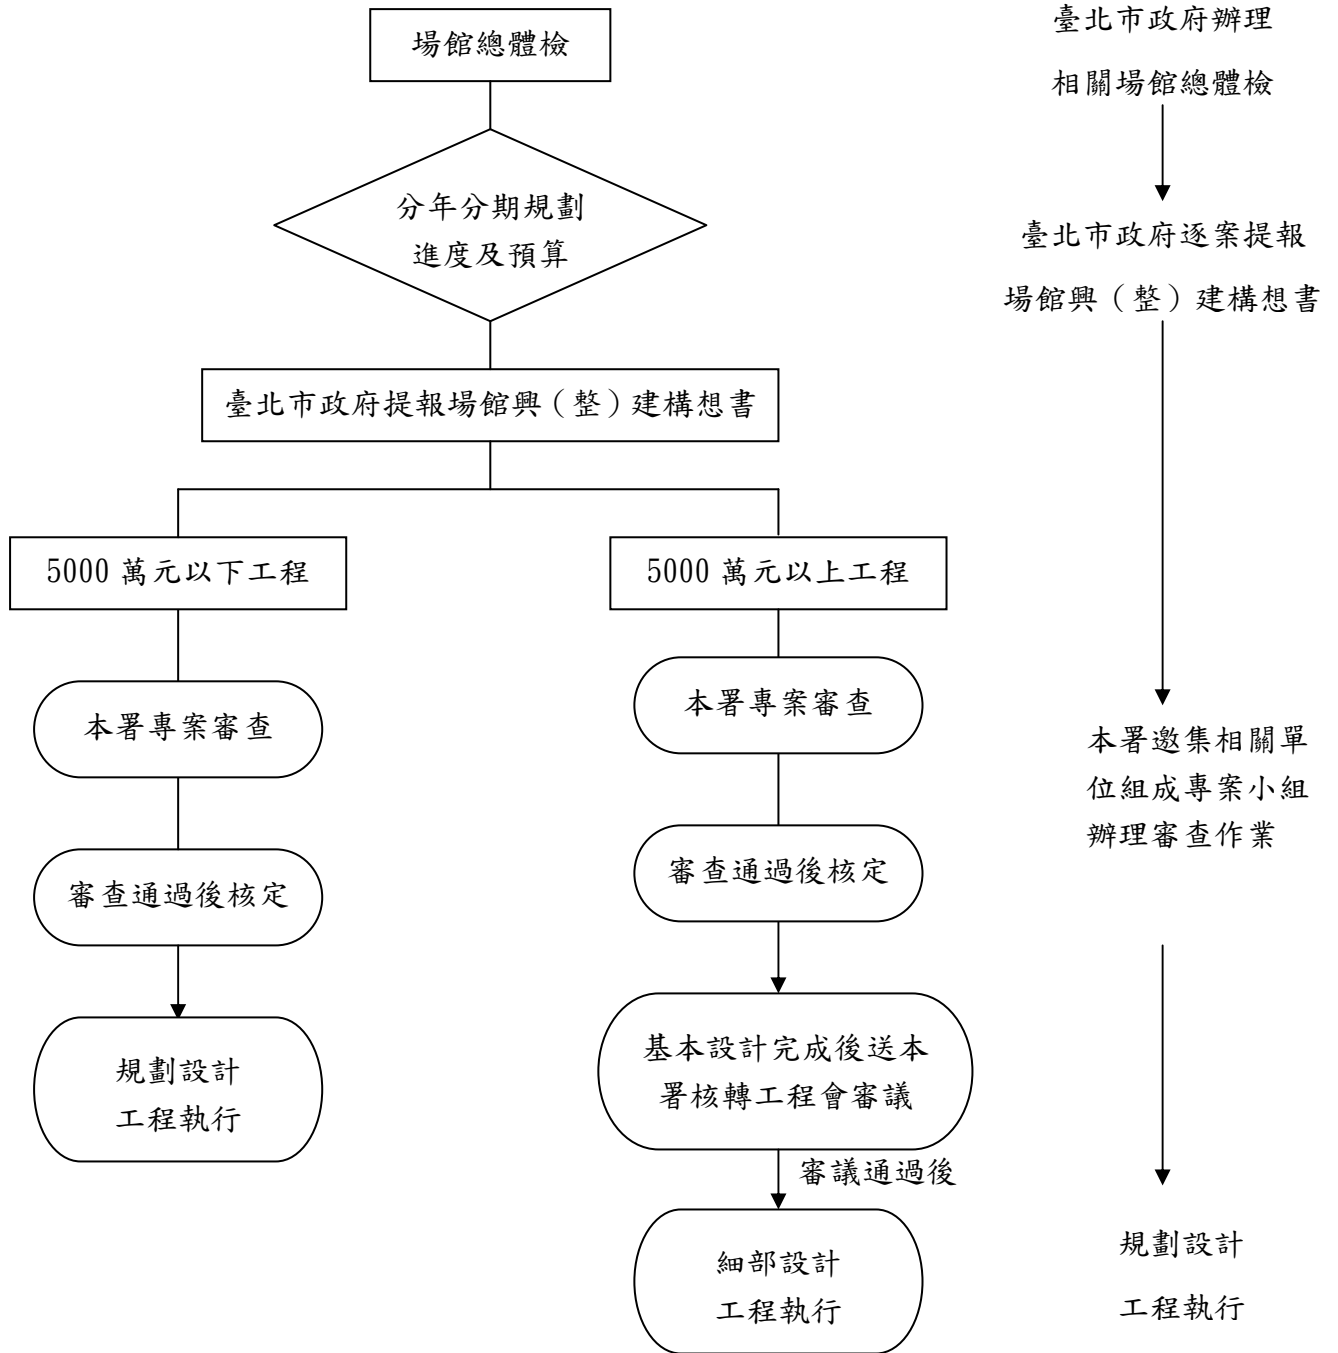 場館總體檢
分年分期規劃
進度及預算
臺北市政府提報場館興（整）建構想書
5000 萬元以下工程
本署專案審查
審查通過後核定
規劃設計
工程執行
5000 萬元以上工程
本署專案審查
審查通過後核定
基本設計完成後送本
署核轉工程會審議
審議通過後
細部設計
工程執行
臺北市政府辦理
相關場館總體檢
臺北市政府逐案提報
場館興（整）建構想書
本署邀集相關單
位組成專案小組
辦理審查作業
規劃設計
工程執行